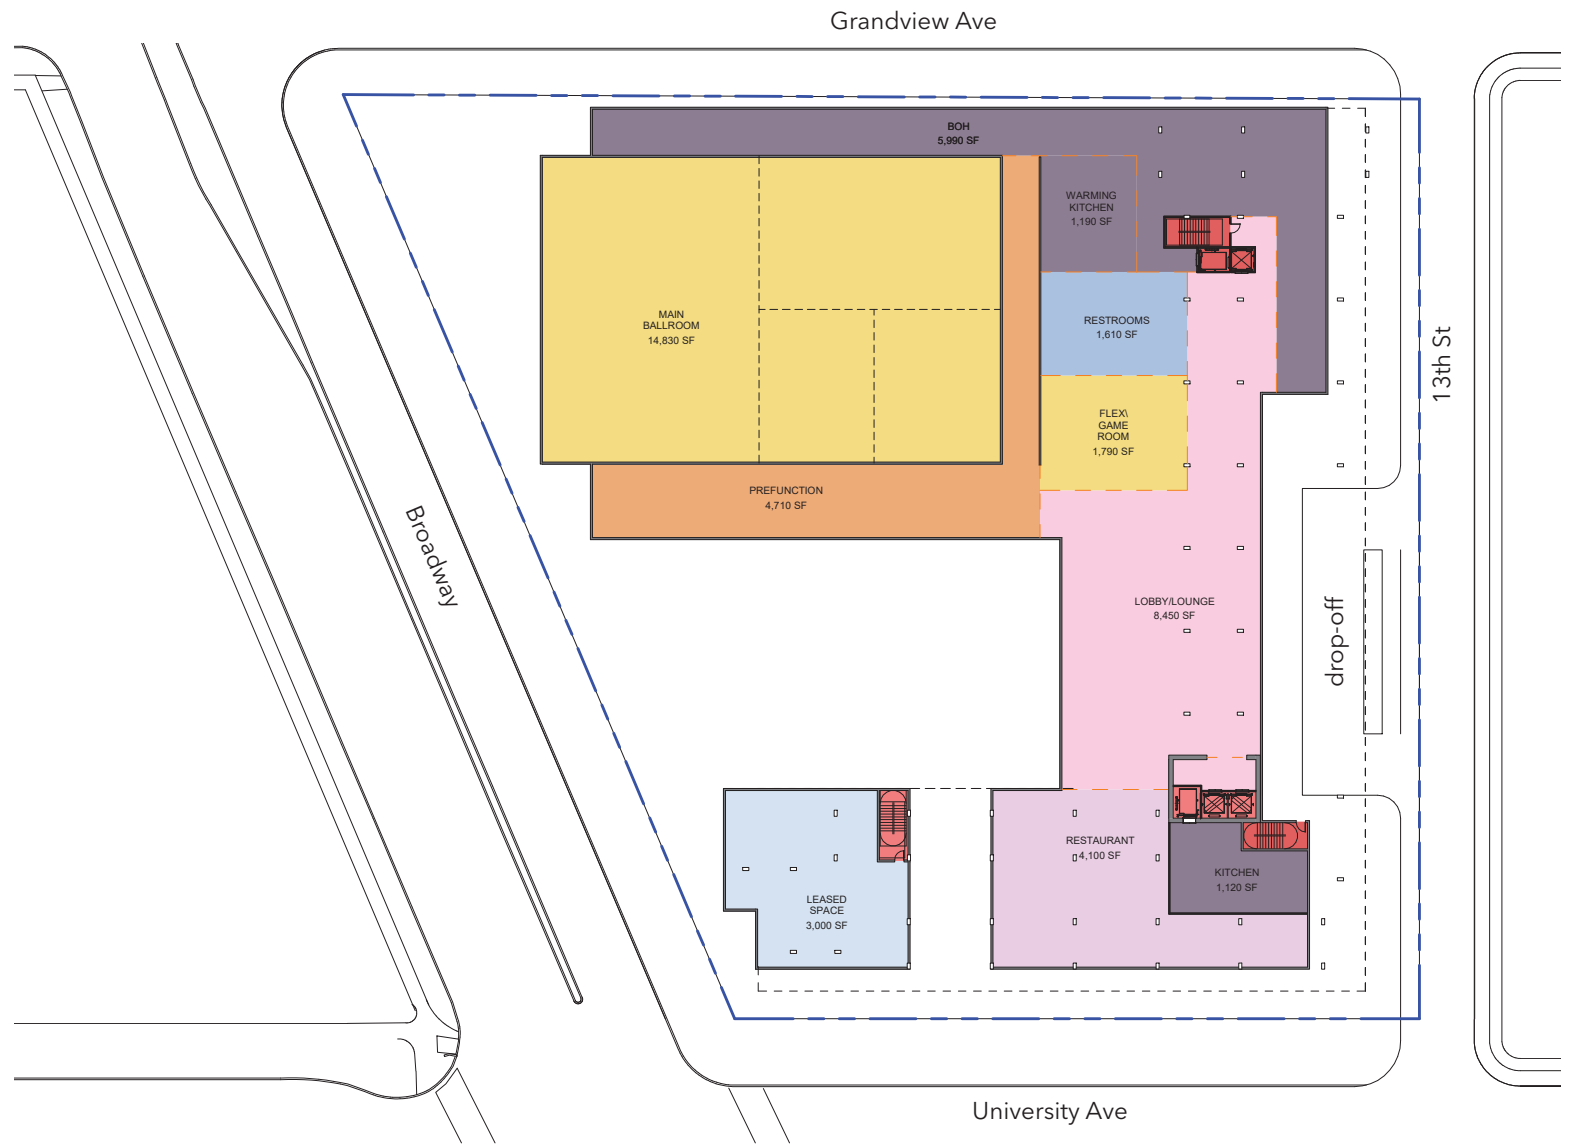 Grandview Ave
BOH
5,990 SF
WARMING
KITCHEN
1,190 SF
MAIN
BALLROOM
14,830 SF
RESTROOMS
1,610 SF
13th St
FLEX\
GAME
ROOM
1,790 SF
PREFUNCTION
4,710 SF
Broadway
LOBBY/LOUNGE
8,450 SF
drop-off
RESTAURANT
4,100 SF
KITCHEN
1,120 SF
LEASED
SPACE
3,000 SF
University Ave